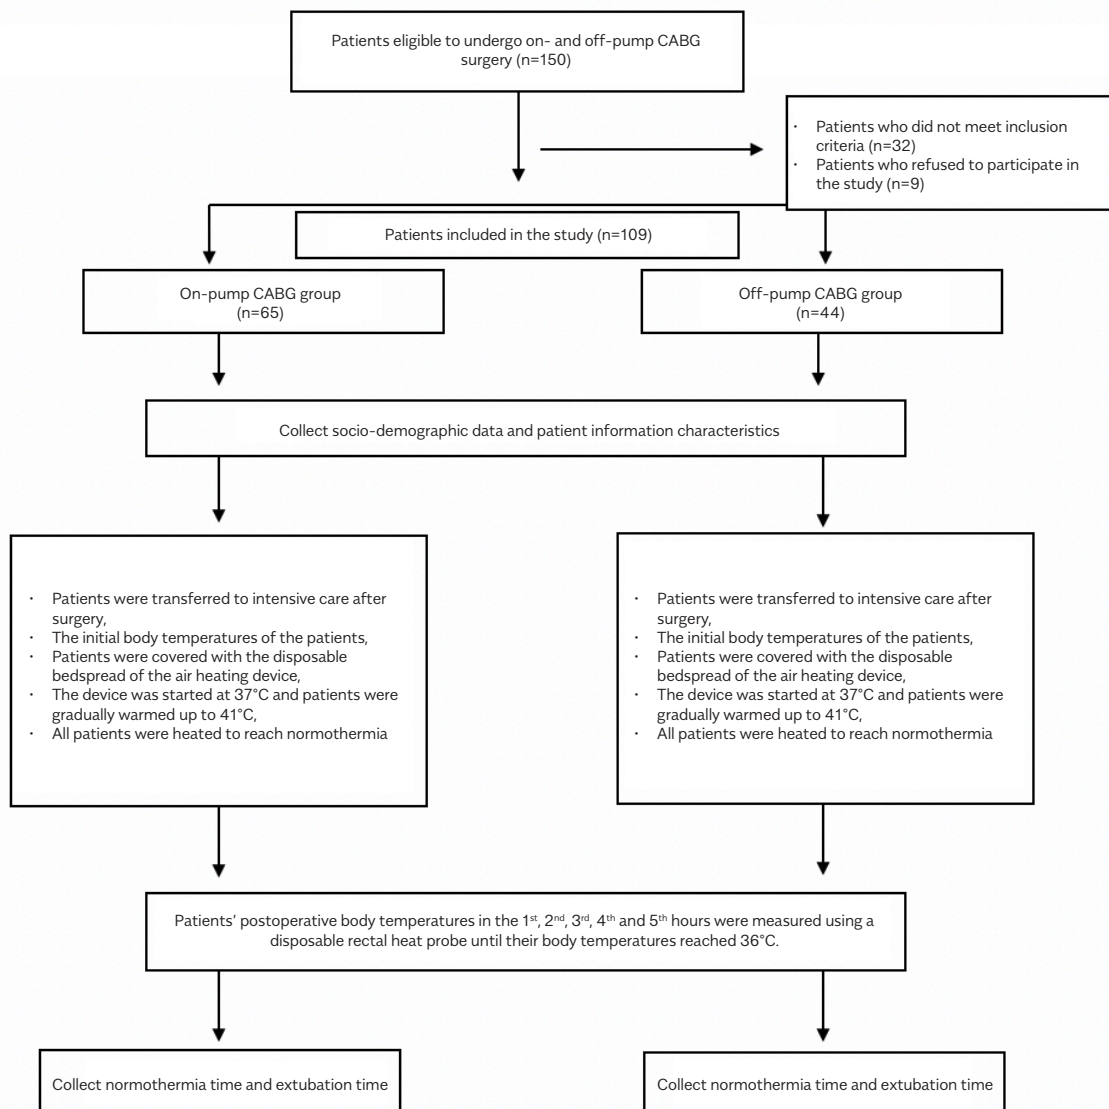 Patients eligible to undergo on- and off-pump CABG
surgery (n=150)
· Patients who did not meet inclusion
criteria (n=32)
· Patients who refused to participate in
the study (n=9)
Patients included in the study (n=109)
On-pump CABG group
(n=65)
Off-pump CABG group
(n=44)
Collect socio-demographic data and patient information characteristics
· Patients were transferred to intensive care after
surgery,
· The initial body temperatures of the patients,
· Patients were covered with the disposable
bedspread of the air heating device,
· The device was started at 37°C and patients were
gradually warmed up to 41°C,
· All patients were heated to reach normothermia
· Patients were transferred to intensive care after
surgery,
· The initial body temperatures of the patients,
· Patients were covered with the disposable
bedspread of the air heating device,
· The device was started at 37°C and patients were
gradually warmed up to 41°C,
· All patients were heated to reach normothermia
Patients’ postoperative body temperatures in the 1st, 2nd, 3rd, 4th and 5th hours were measured using a
disposable rectal heat probe until their body temperatures reached 36°C.
Collect normothermia time and extubation time
Collect normothermia time and extubation time